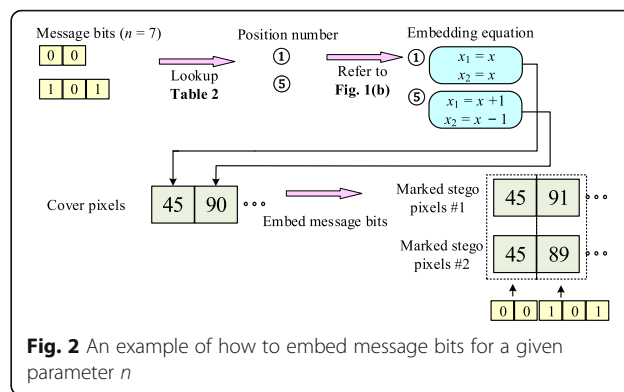 Message bits (n = 7)
Position number
Embedding equation
0 0
1 0 1
Lookup
Table 2
①
⑤
Refer to
Fig. 1(b)
①
x₁ = x
x₂ = x
⑤
x₁ = x +1
x₂ = x − 1
Cover pixels
45 90 °°°
Embed message bits
Marked stego
pixels #1
45 91 °°°
Marked stego
pixels #2
45 89 °°°
0 0 1 0 1
Fig. 2 An example of how to embed message bits for a given
parameter n